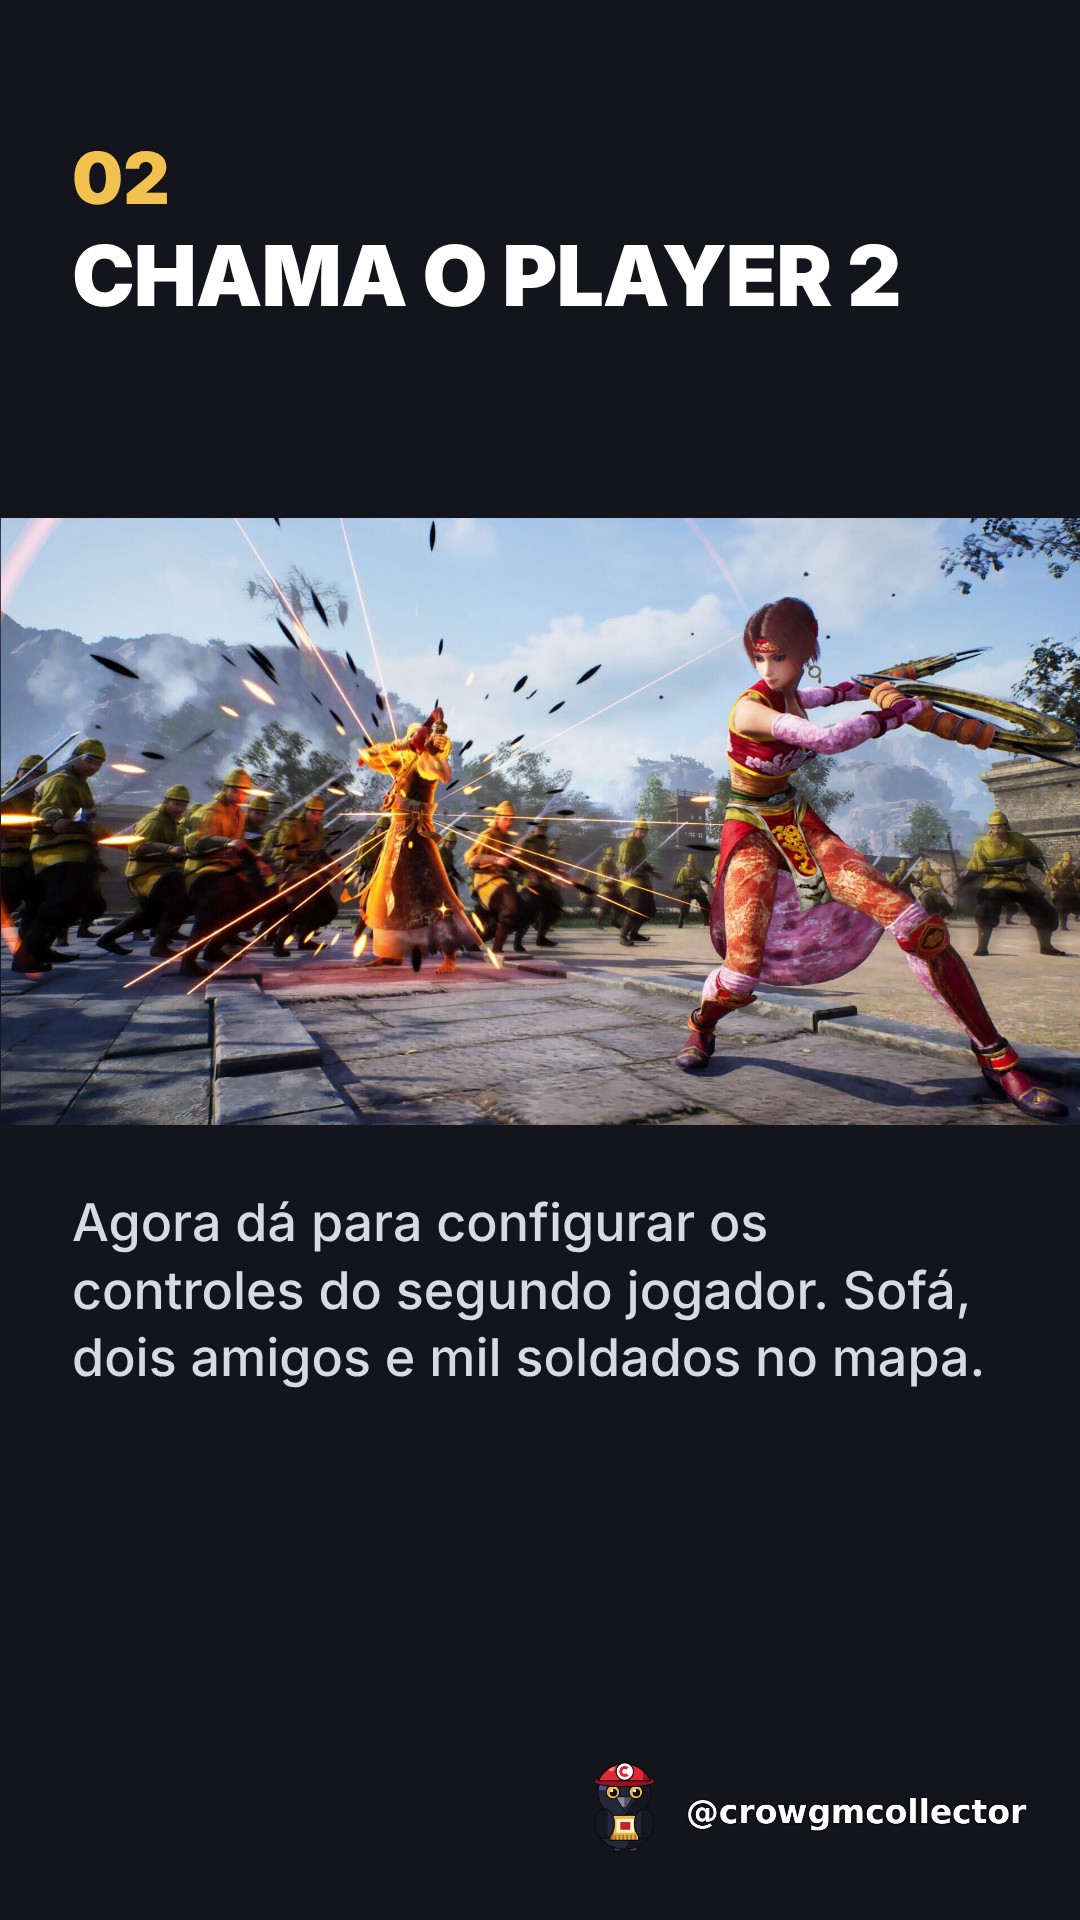 02
CHAMA O PLAYER 2
Agora dá para configurar os
controles do segundo jogador. Sofá,
dois amigos e mil soldados no mapa.
C
@crowgmcollector